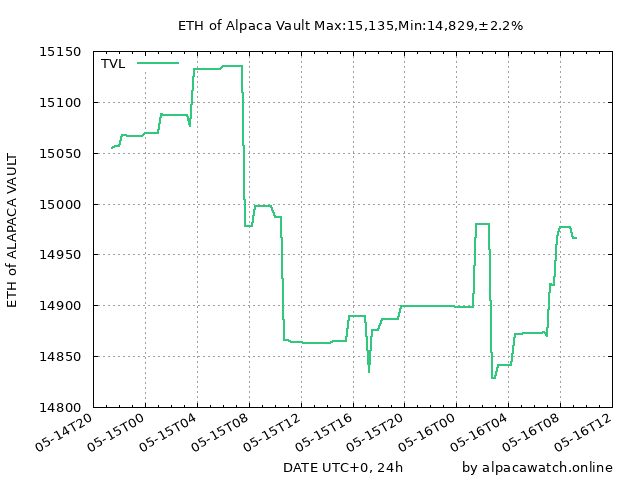 ETH of Alpaca Vault Max:15,135,Min:14,829,±2.2%
TVL
15150
15100
15050
15000
14950
14900
14850
14800
ETH of ALAPACA VAULT
05-14T20
05-15T00
05-15T04
05-15T08
05-15T12
05-15T16
05-15T20
05-16T00
05-16T04
05-16T08
05-16T12
DATE UTC+0, 24h
by alpacawatch.online